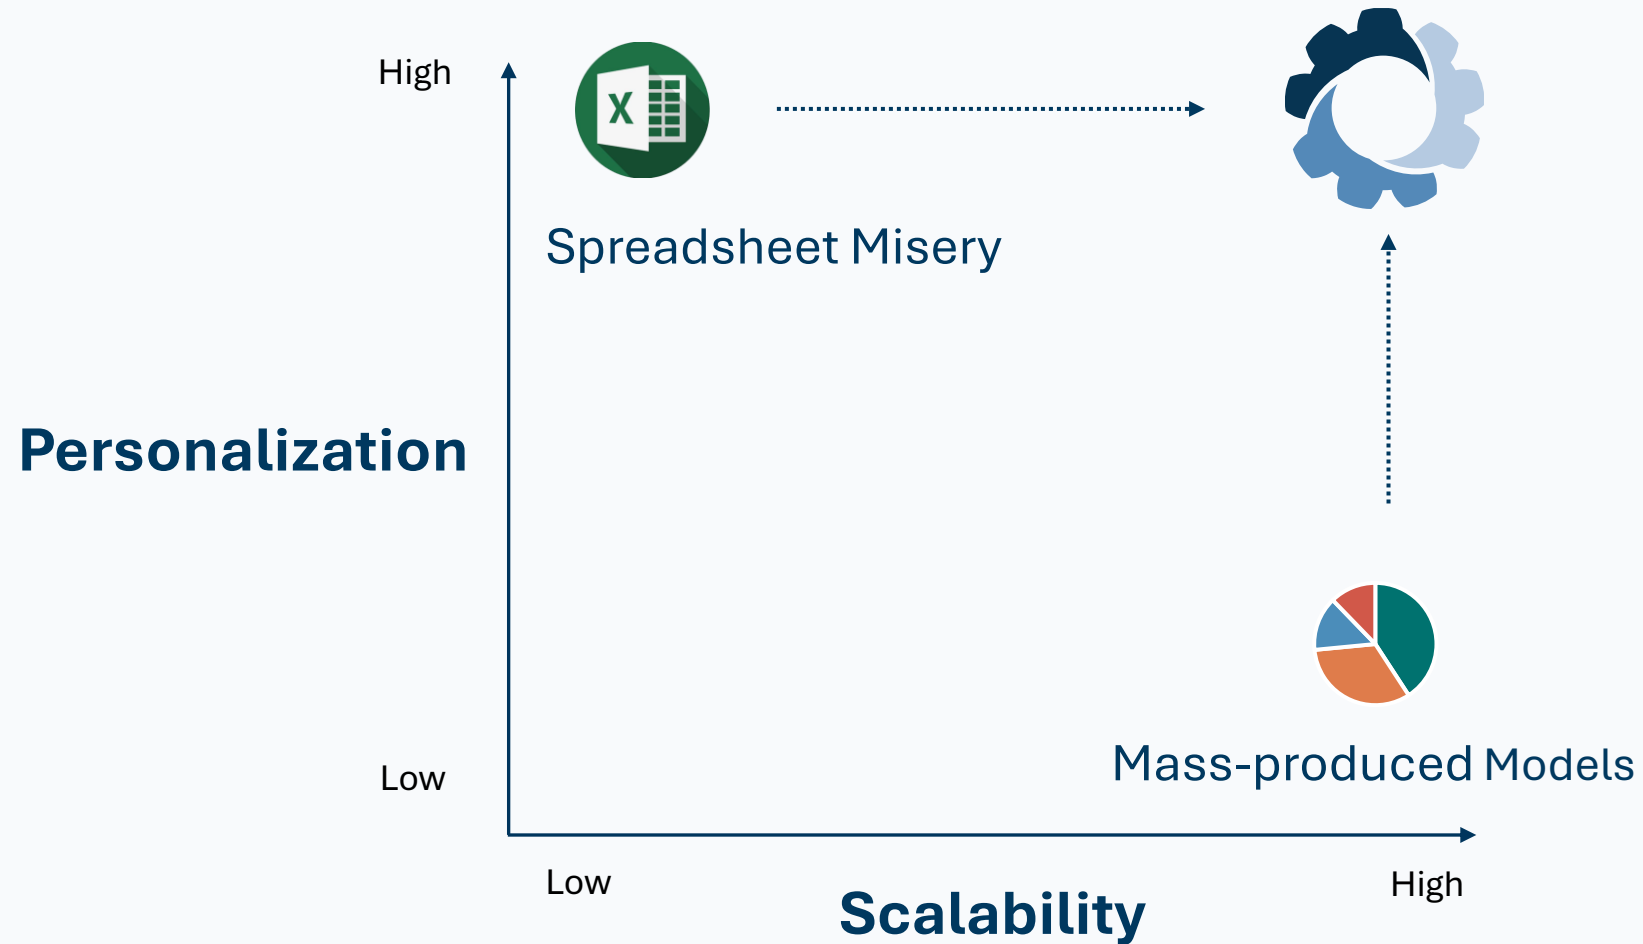 High
X
Spreadsheet Misery
Personalization
Low
Mass-produced Models
Low
High
Scalability